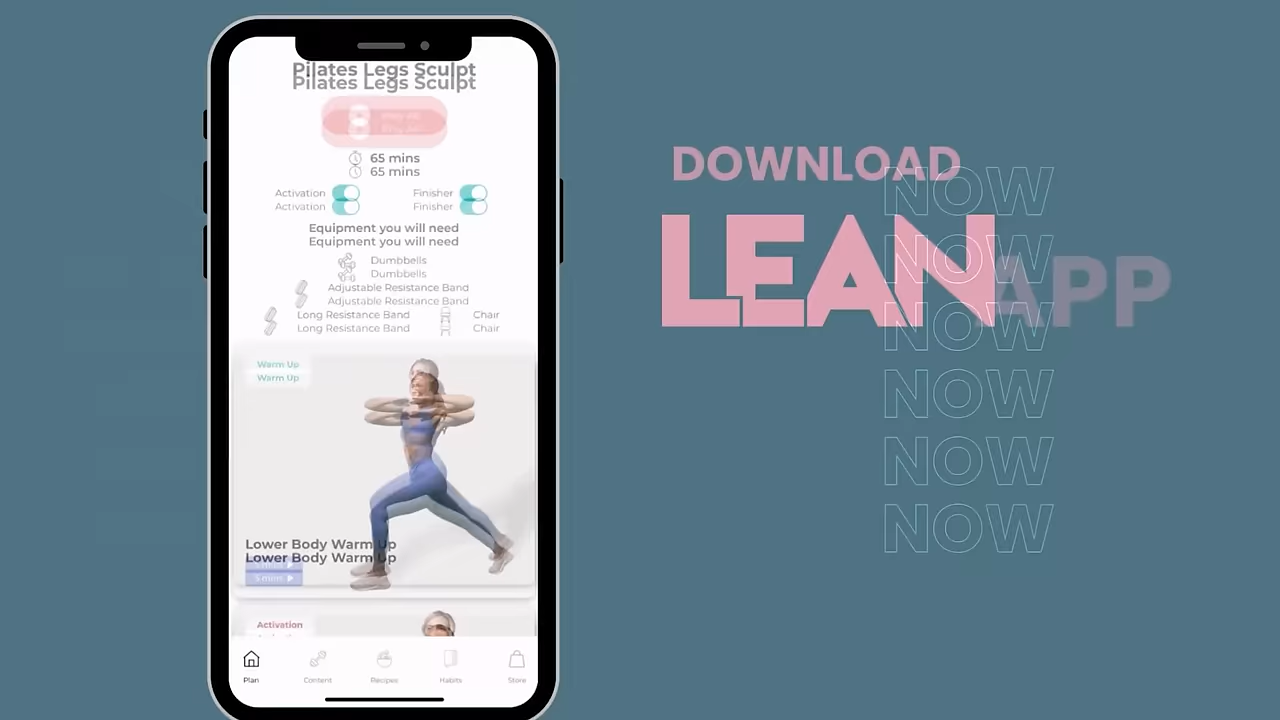 Pilates Legs Sculpt
Pilates Legs Sculpt
65 mins
65 mins
Activation Finisher
Activation Finisher
Equipment you will need
Equipment you will need
Dumbbells
Dumbbells
Adjustable Resistance Band
Adjustable Resistance Band
Long Resistance Band Chair
Long Resistance Band Chair
Warm Up
Warm Up
Lower Body Warm Up
Lower Body Warm Up
5 mins
Activation
Plan Content Recipes Habits Store
DOWNLOAD
LEAN APP
NOW
NOW
NOW
NOW
NOW
NOW